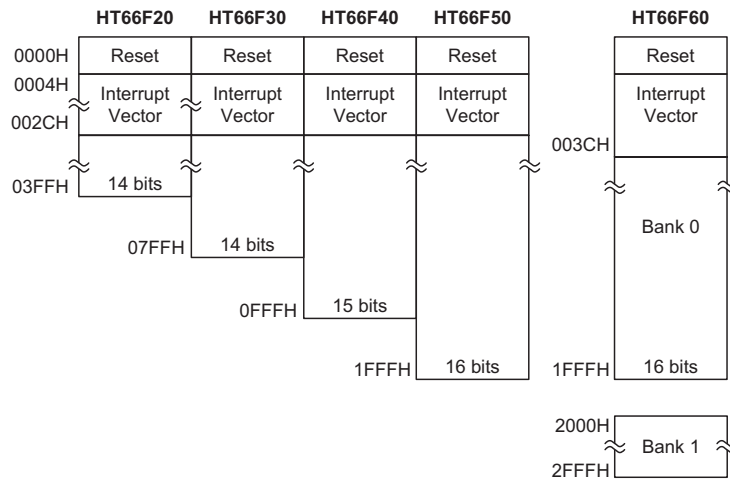 HT66F20 HT66F30 HT66F40 HT66F50 HT66F60
0000H Reset Reset Reset Reset Reset
0004H
Interrupt Vector Interrupt Vector Interrupt Vector Interrupt Vector Interrupt Vector
002CH
003CH
03FFH 14 bits
Bank 0
07FFH 14 bits
0FFFH 15 bits
1FFFH 16 bits 1FFFH 16 bits
2000H
Bank 1
2FFFH